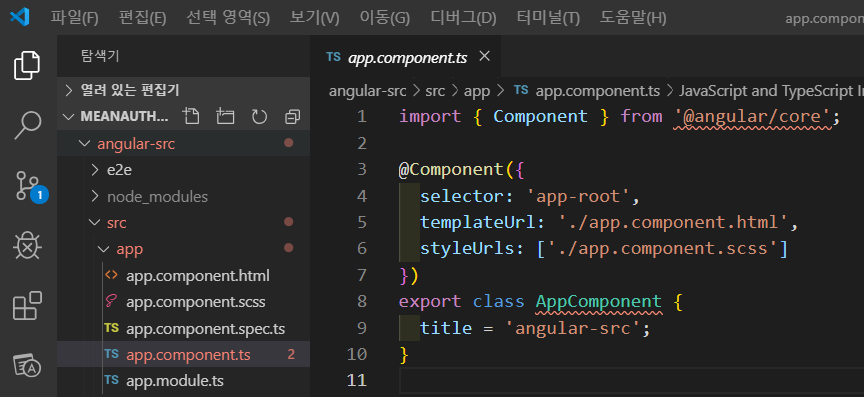 파일(F) 편집(E) 선택 영역(S) 보기(V) 이동(G) 디버그(D) 터미널(T) 도움말(H) app.compo
탐색기
열려 있는 편집기
MEANAUTH...
angular-src
e2e
node_modules
src
app
app.component.html
app.component.scss
TS app.component.spec.ts
TS app.component.ts 2
TS app.module.ts
1
TS app.component.ts ×
angular-src > src > app > TS app.component.ts > JavaScript and TypeScript In
1 import { Component } from '@angular/core';
2
3 @Component({
4 selector: 'app-root',
5 templateUrl: './app.component.html',
6 styleUrls: ['./app.component.scss']
7 })
8 export class AppComponent {
9 title = 'angular-src';
10 }
11